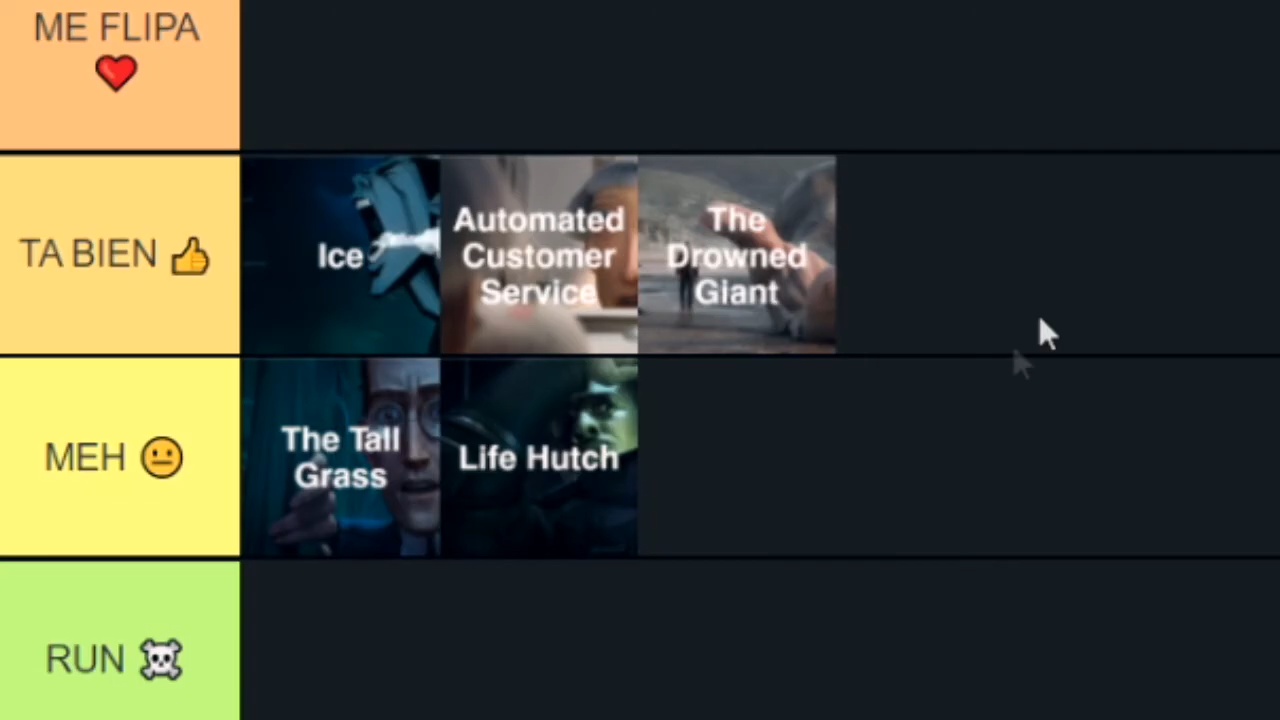 ME FLIPA
❤️
TA BIEN 👍
Ice
Automated
Customer
Service
The
Drowned
Giant
MEH 😐
The Tall
Grass
Life Hutch
RUN ☠️